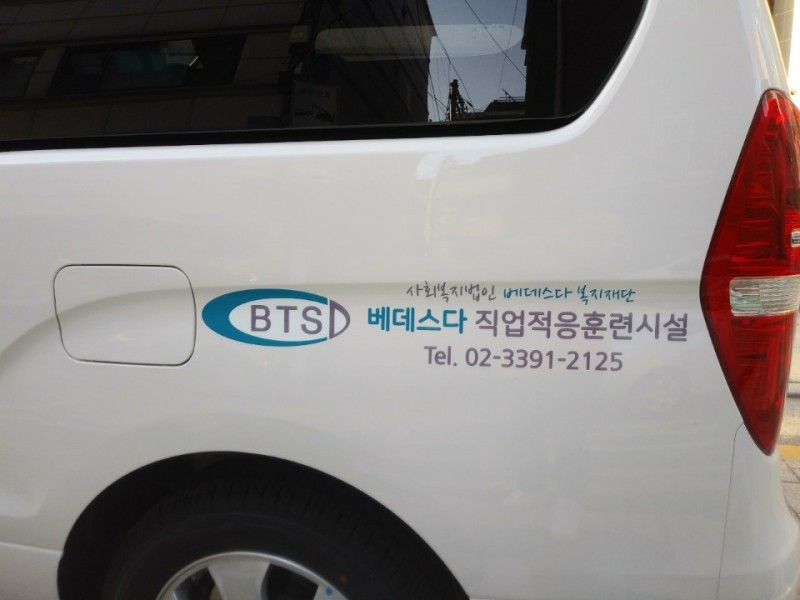 사회복지법인 베데스다 복지재단
BTSD 베데스다 직업적응훈련시설
Tel. 02-3391-2125